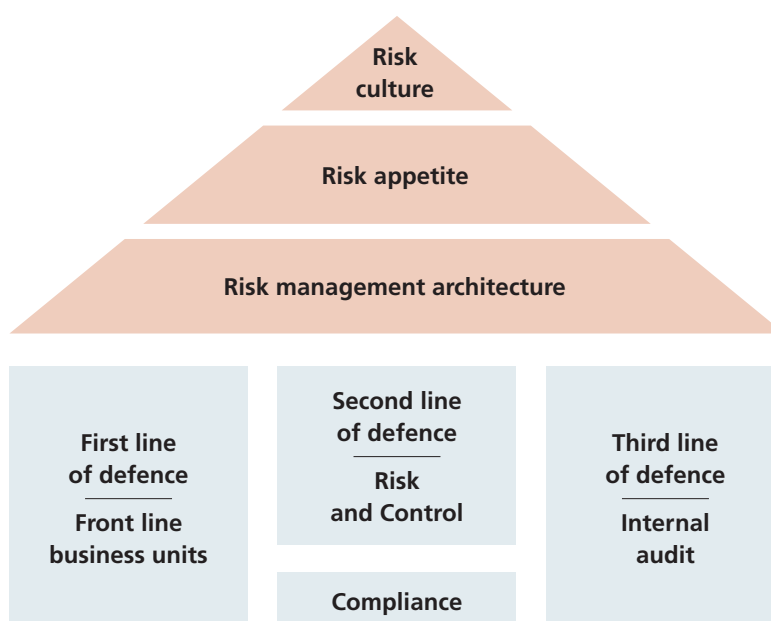 Risk
culture
Risk appetite
Risk management architecture
First line
of defence
Front line
business units
Second line
of defence
Risk
and Control
Compliance
Third line
of defence
Internal
audit